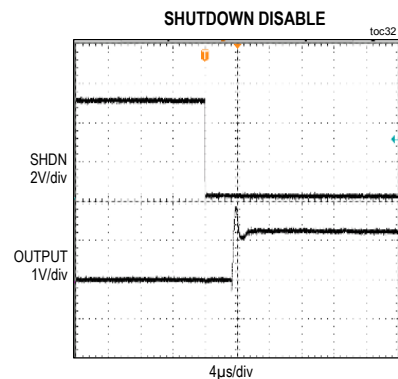 SHUTDOWN DISABLE
toc32
T
SHDN
2V/div
OUTPUT
1V/div
4µs/div